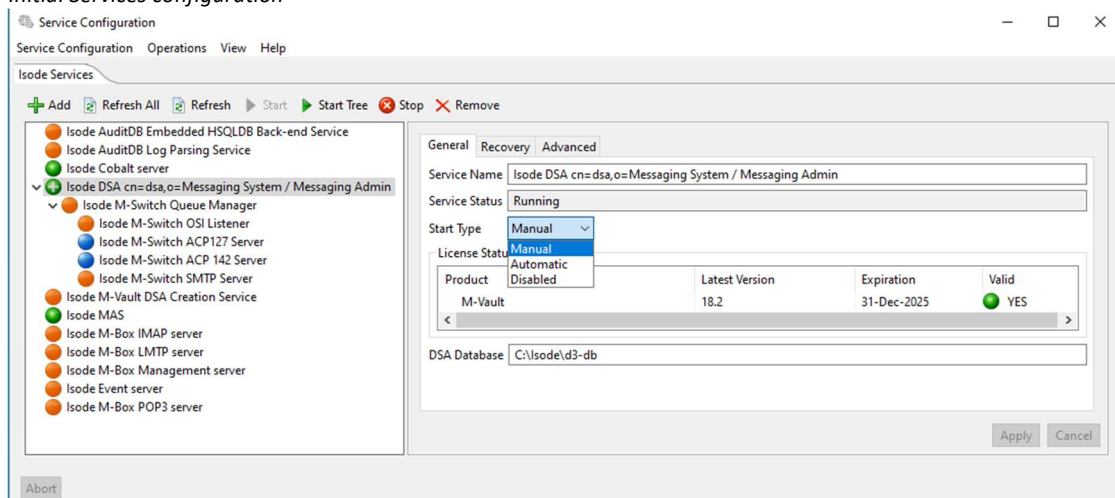 Initial Services configuration
Service Configuration
Service Configuration Operations View Help
Isode Services
Add Refresh All Refresh Start Start Tree Stop Remove
Isode AuditDB Embedded HSQLDB Back-end Service
Isode AuditDB Log Parsing Service
Isode Cobalt server
Isode DSA cn=dsa,o=Messaging System / Messaging Admin
Isode M-Switch Queue Manager
Isode M-Switch OSI Listener
Isode M-Switch ACP127 Server
Isode M-Switch ACP 142 Server
Isode M-Switch SMTP Server
Isode M-Vault DSA Creation Service
Isode MAS
Isode M-Box IMAP server
Isode M-Box LMTP server
Isode M-Box Management server
Isode Event server
Isode M-Box POP3 server
General Recovery Advanced
Service Name Isode DSA cn=dsa,o=Messaging System / Messaging Admin
Service Status Running
Start Type Manual
Manual
Automatic
Disabled
License Statu
Product Latest Version Expiration Valid
M-Vault 18.2 31-Dec-2025 YES
DSA Database C:\Isode\d3-db
Apply Cancel
Abort